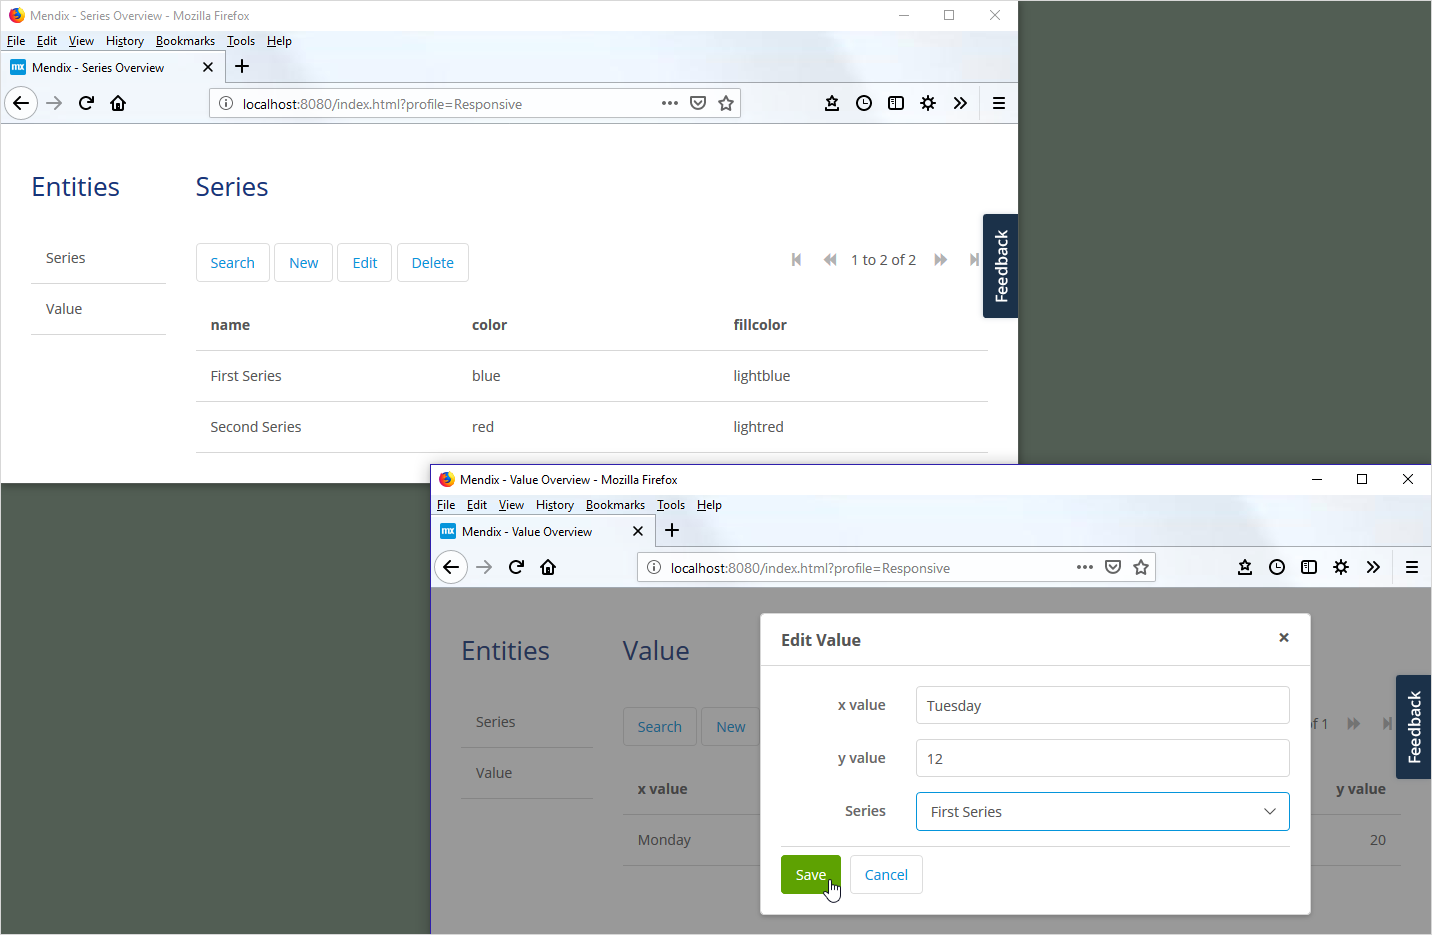 Mendix - Series Overview - Mozilla Firefox
File Edit View History Bookmarks Tools Help
mx Mendix - Series Overview
localhost:8080/index.html?profile=Responsive
Entities
Series
Series
Value
Search New Edit Delete
1 to 2 of 2
Feedback
name color fillcolor
First Series blue lightblue
Second Series red lightred
Mendix - Value Overview - Mozilla Firefox
File Edit View History Bookmarks Tools Help
mx Mendix - Value Overview
localhost:8080/index.html?profile=Responsive
Entities
Value
Series
Value
Search New
of 1
Feedback
x value y value
Monday 20
Edit Value
x value Tuesday
y value 12
Series First Series
Save Cancel